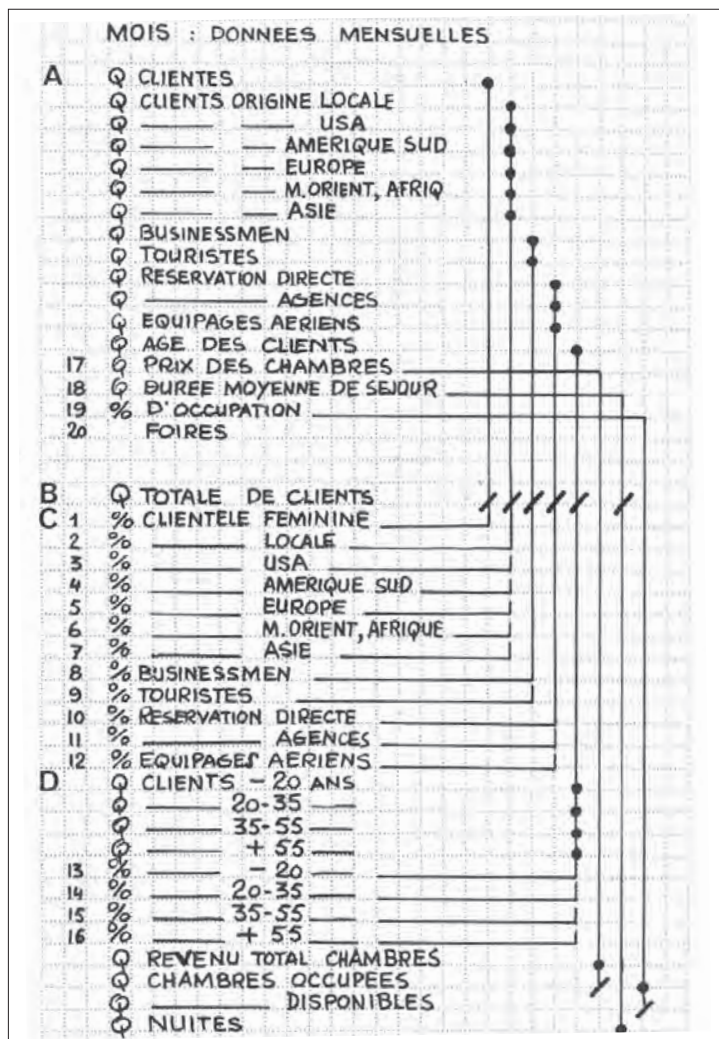 MOIS : DONNEES MENSUELLES
A Q CLIENTES
Q CLIENTS ORIGINE LOCALE
Q ——— —— USA
Q ——— — AMERIQUE SUD
Q ——— — EUROPE
Q ——— — M.ORIENT, AFRIQ
Q ——— — ASIE
Q BUSINESSMEN
Q TOURISTES
Q RESERVATION DIRECTE
Q ——— AGENCES
Q EQUIPAGES AERIENS
Q AGE DES CLIENTS
17 Q PRIX DES CHAMBRES
18 Q DUREE MOYENNE DE SEJOUR
19 % D'OCCUPATION
20 FOIRES
B Q TOTALE DE CLIENTS
C 1 % CLIENTELE FEMININE
2 % ——— LOCALE
3 % ——— USA
4 % ——— AMERIQUE SUD
5 % ——— EUROPE
6 % ——— M.ORIENT, AFRIQUE
7 % ——— ASIE
8 % BUSINESSMEN
9 % TOURISTES
10 % RESERVATION DIRECTE
11 % ——— AGENCES
12 % EQUIPAGES AERIENS
D Q CLIENTS - 20 ANS
Q ——— 20-35 ——
Q ——— 35-55 ——
Q ——— + 55 ——
13 % ——— - 20
14 % ——— 20-35
15 % ——— 35-55
16 % ——— + 55
Q REVENU TOTAL CHAMBRES
Q CHAMBRES OCCUPEES
Q ——— DISPONIBLES
Q NUITES